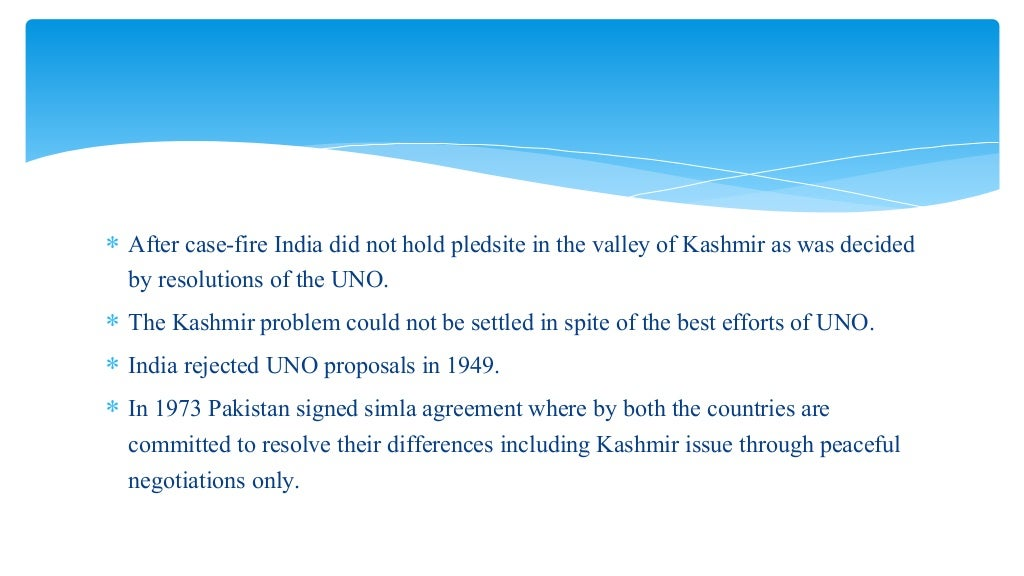 * After case-fire India did not hold pledsite in the valley of Kashmir as was decided
by resolutions of the UNO.
* The Kashmir problem could not be settled in spite of the best efforts of UNO.
* India rejected UNO proposals in 1949.
* In 1973 Pakistan signed simla agreement where by both the countries are
committed to resolve their differences including Kashmir issue through peaceful
negotiations only.